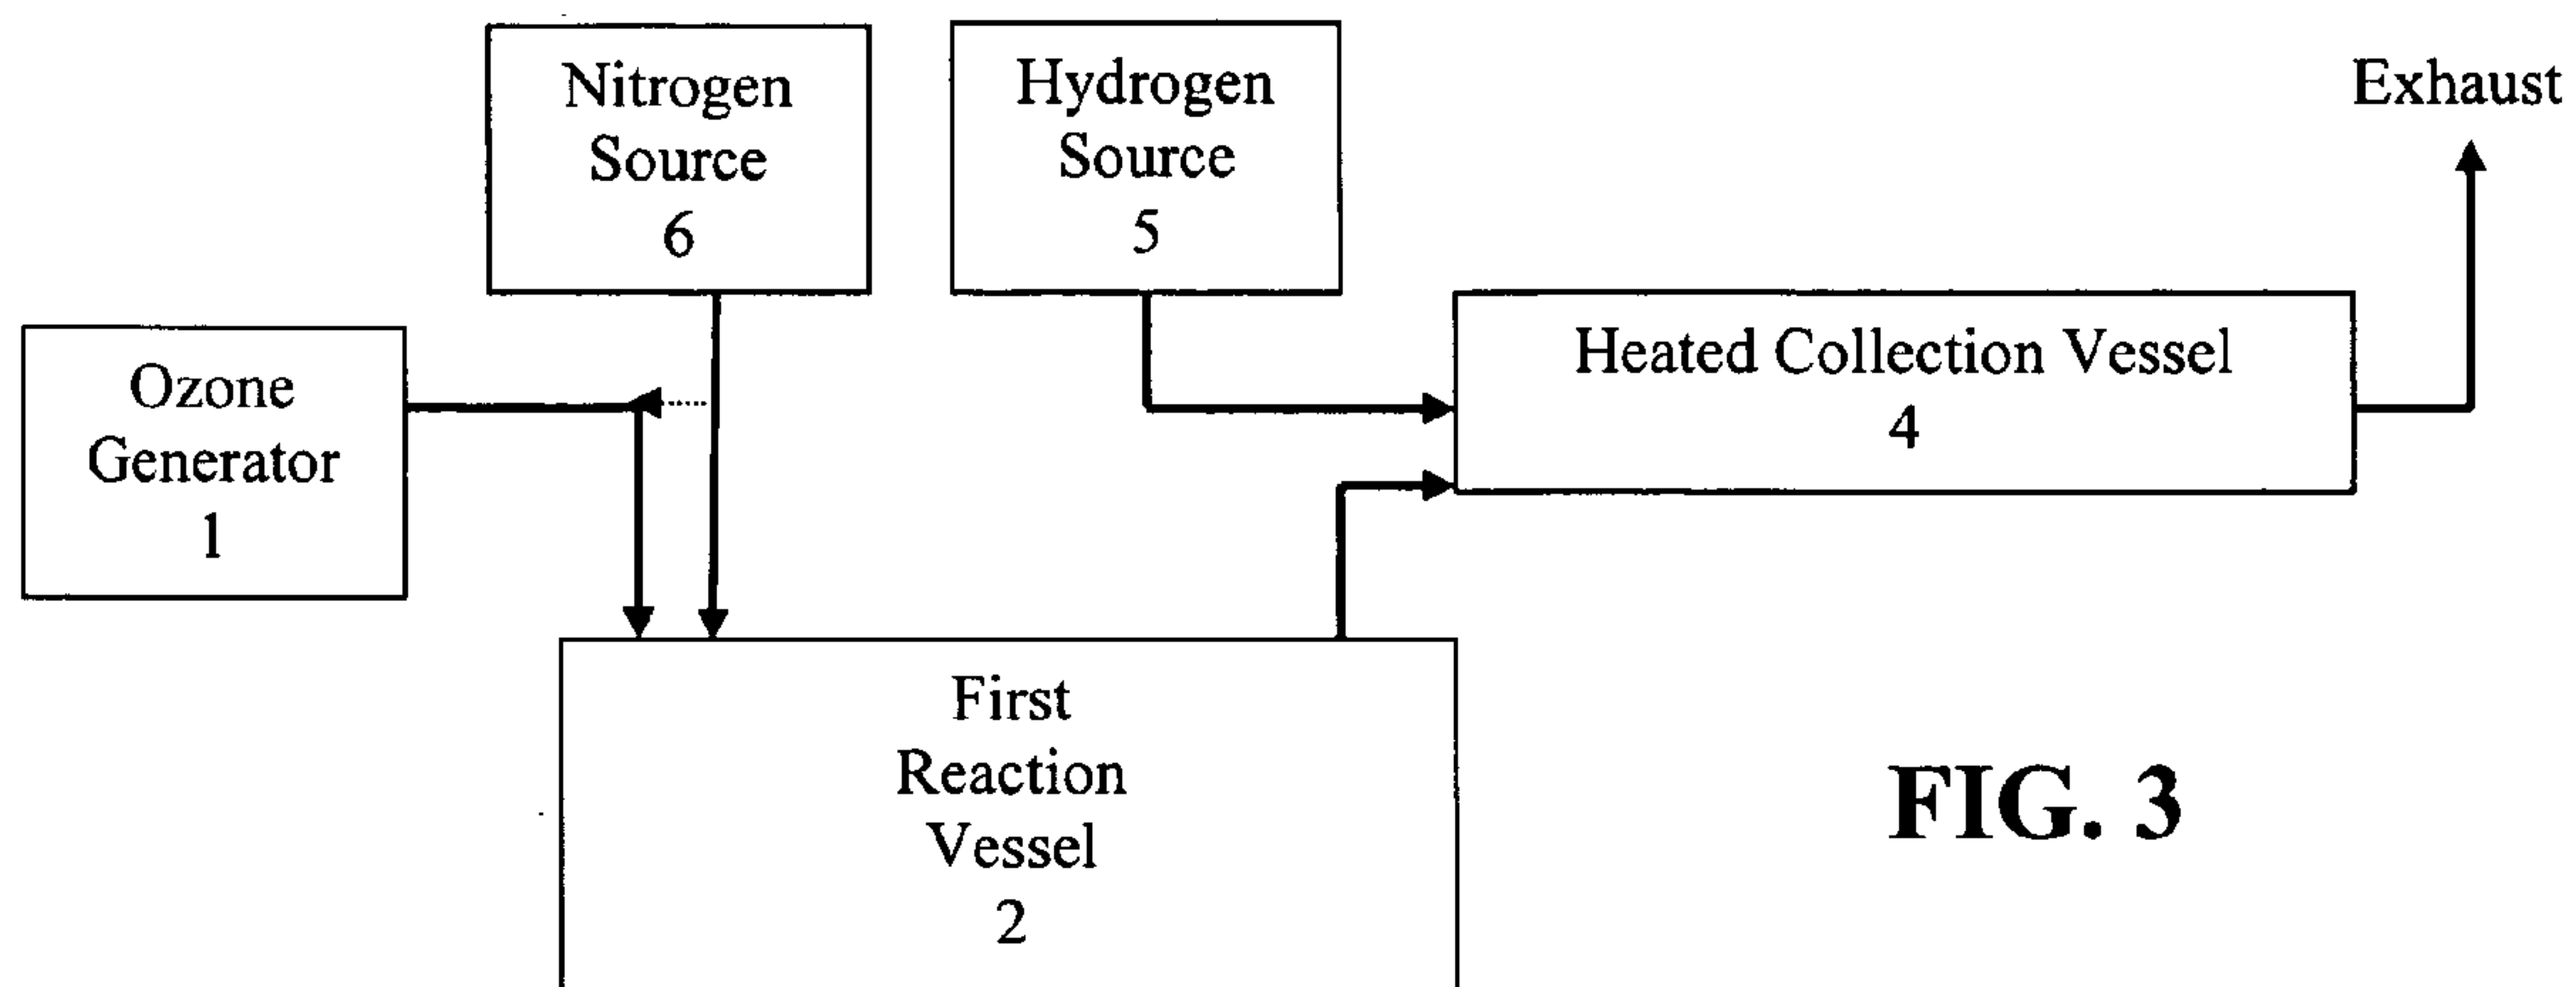 Nitrogen
Source
6
Hydrogen
Source
5
Exhaust
Ozone
Generator
1
Heated Collection Vessel
4
First
Reaction
Vessel
2
FIG. 3